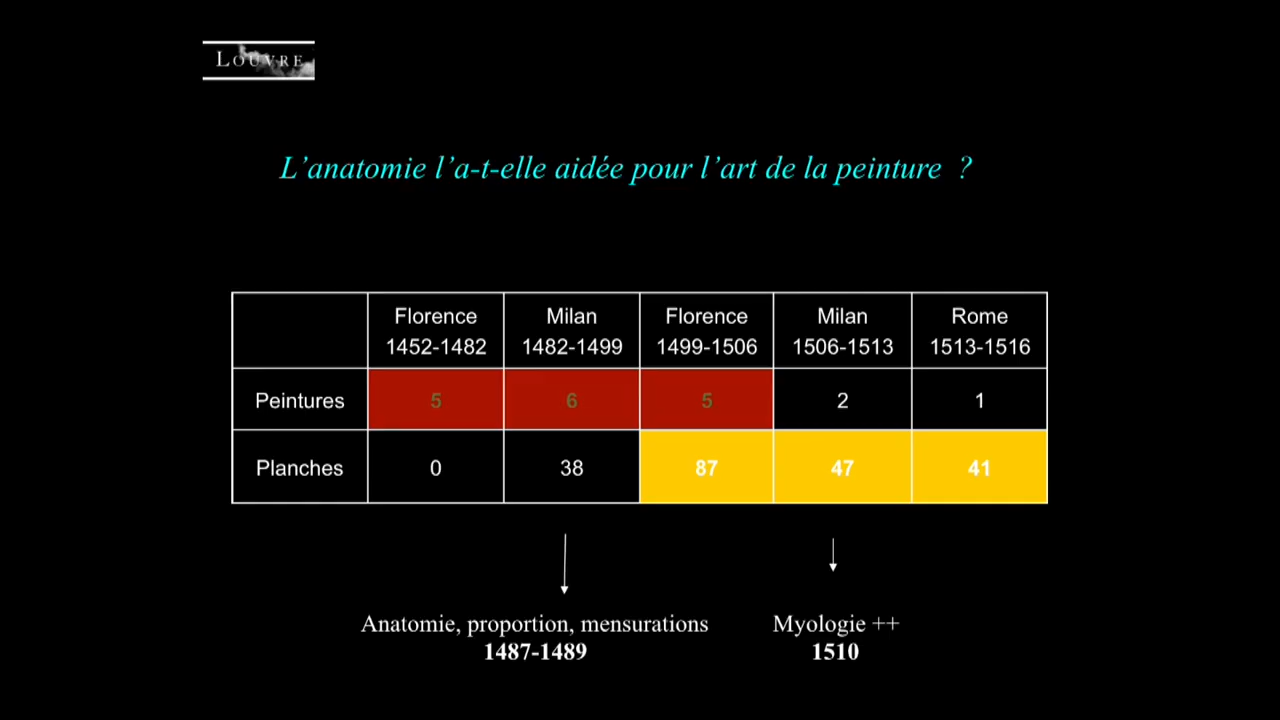 LOUVRE
L’anatomie l’a-t-elle aidée pour l’art de la peinture ?
Florence Milan Florence Milan Rome
1452-1482 1482-1499 1499-1506 1506-1513 1513-1516
Peintures 5 6 5 2 1
Planches 0 38 87 47 41
Anatomie, proportion, mensurations Myologie ++
1487-1489 1510